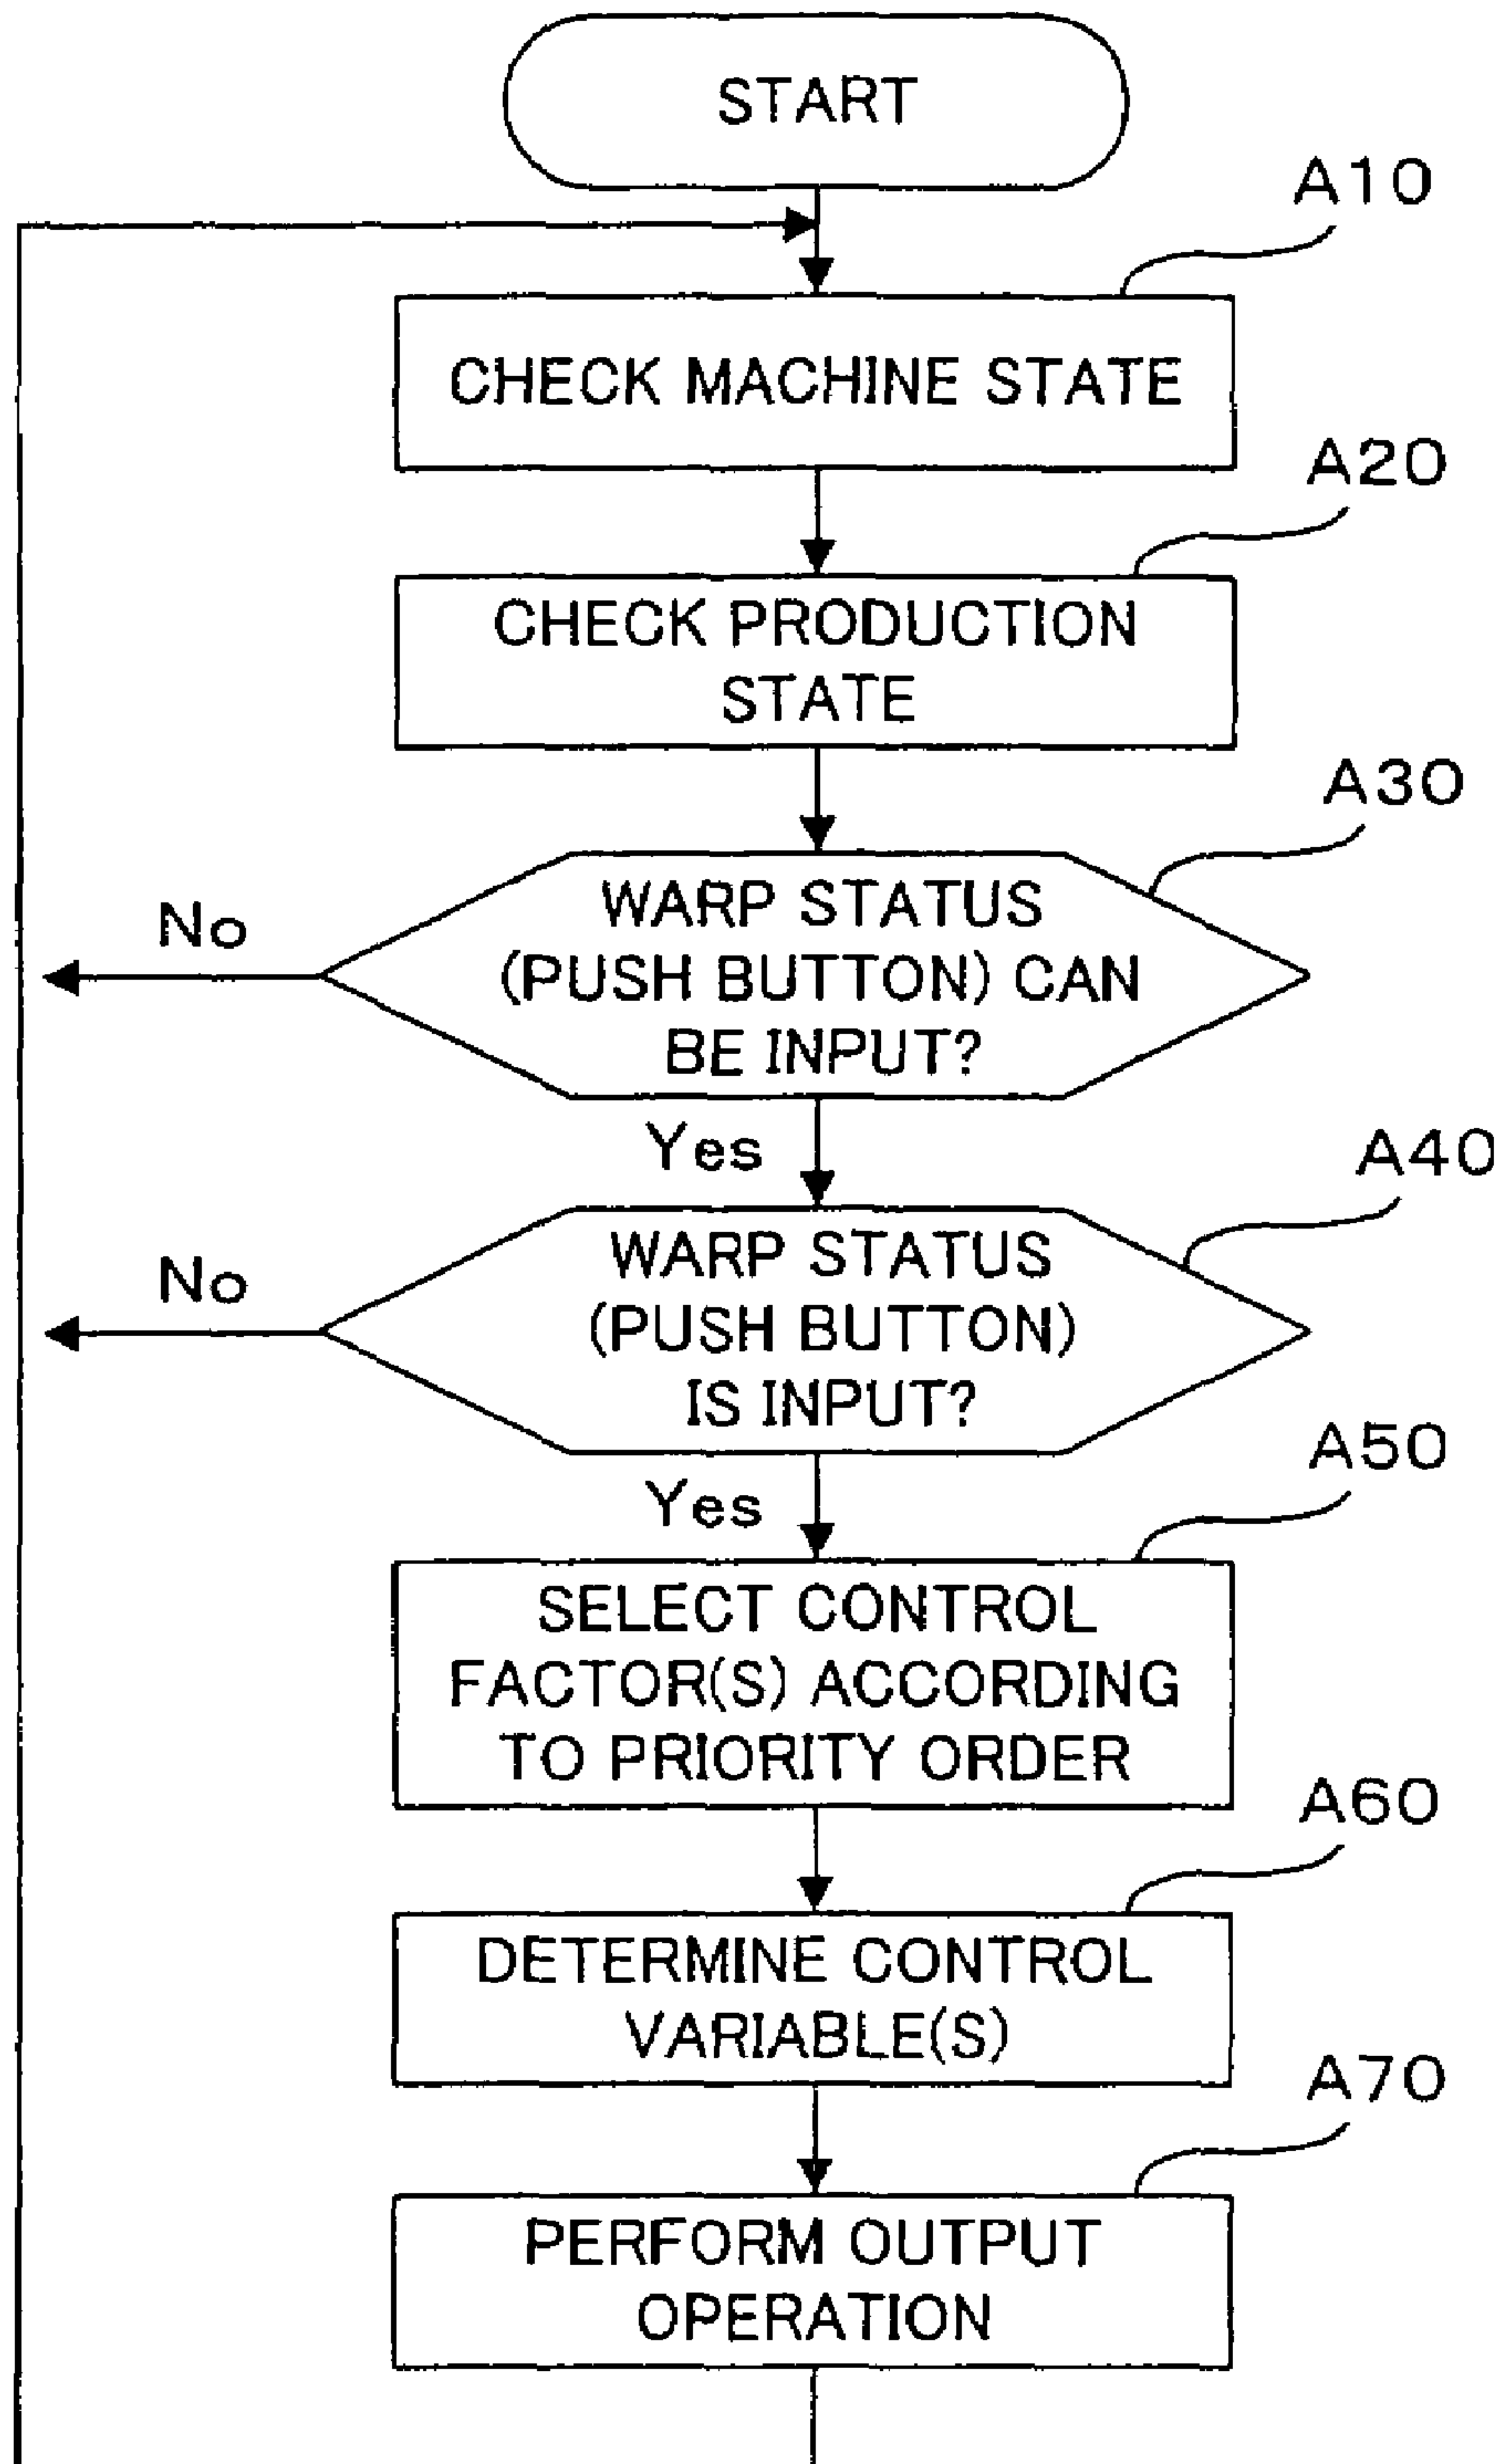 START
A10
CHECK MACHINE STATE
A20
CHECK PRODUCTION
STATE
A30
WARP STATUS
(PUSH BUTTON) CAN
BE INPUT?
No
Yes
A40
WARP STATUS
(PUSH BUTTON)
IS INPUT?
No
Yes
A50
SELECT CONTROL
FACTOR(S) ACCORDING
TO PRIORITY ORDER
A60
DETERMINE CONTROL
VARIABLE(S)
A70
PERFORM OUTPUT
OPERATION